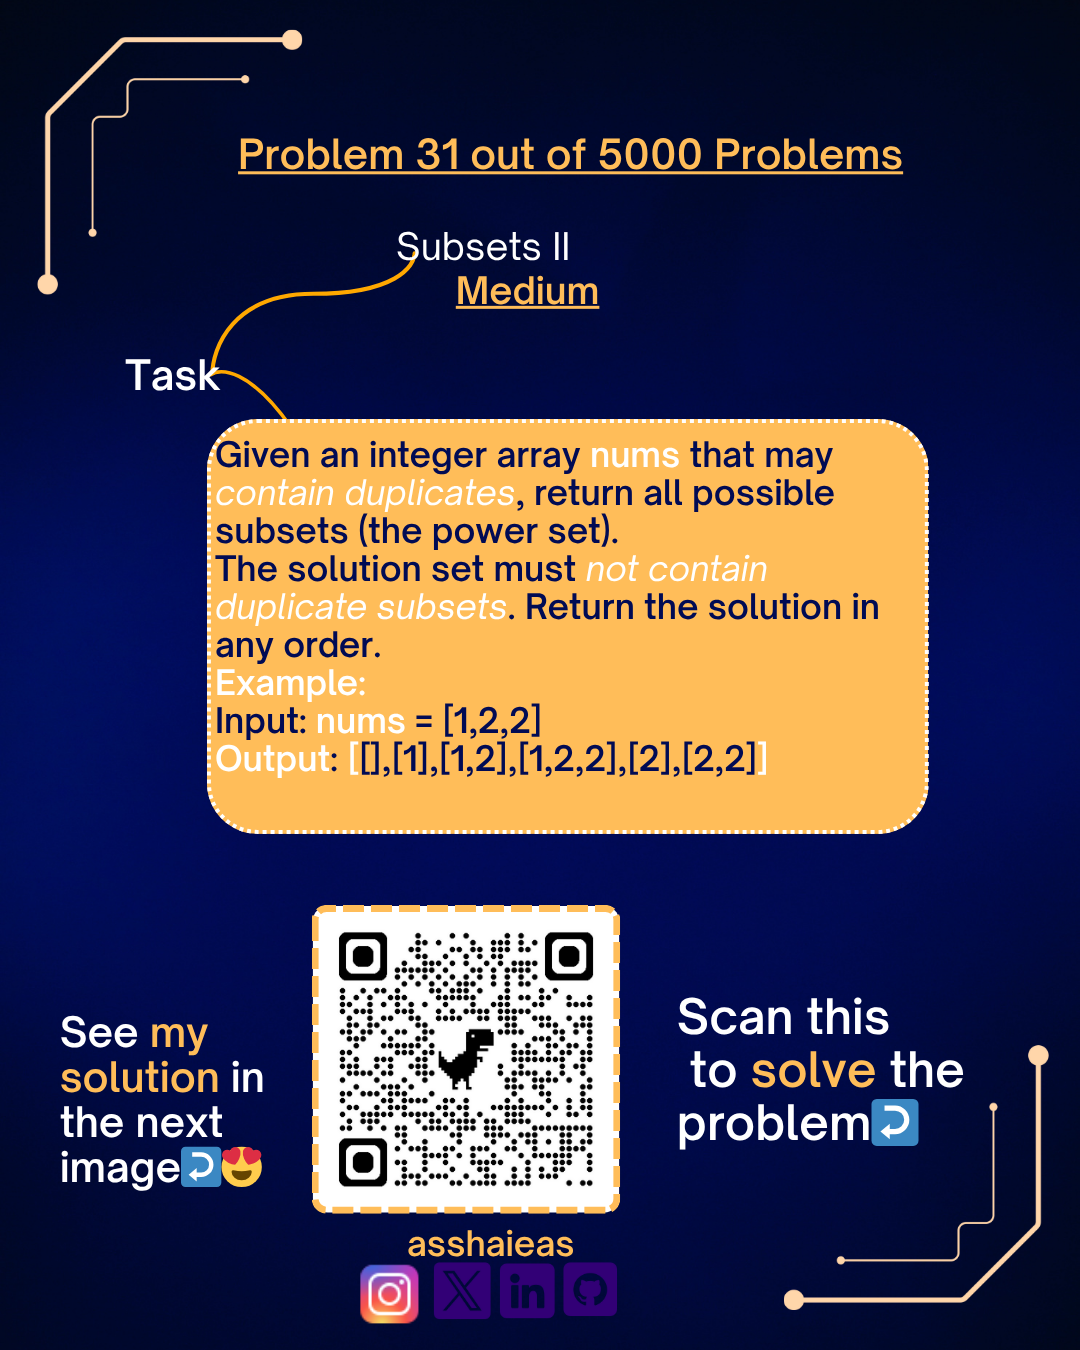 Problem 31 out of 5000 Problems
Subsets II
Medium
Task
Given an integer array nums that may
contain duplicates, return all possible
subsets (the power set).
The solution set must not contain
duplicate subsets. Return the solution in
any order.
Example:
Input: nums = [1,2,2]
Output: [[],[1],[1,2],[1,2,2],[2],[2,2]]
See my
solution in
the next
image
Scan this
to solve the
problem
asshaieas